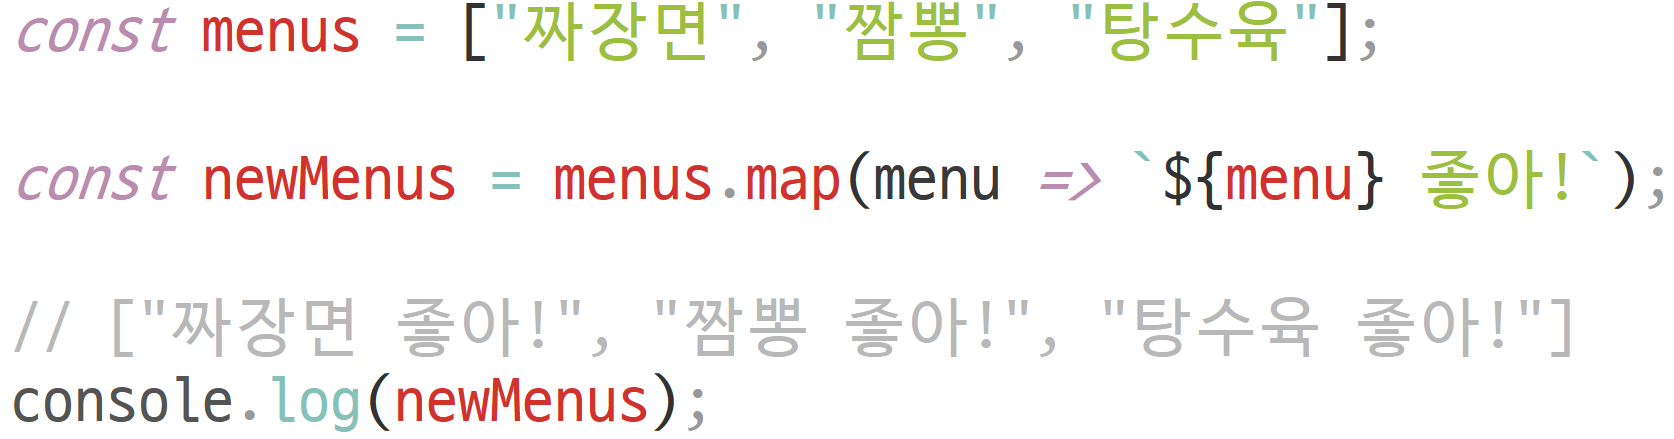 const menus = ["짜장면", "짬뽕", "탕수육"];
const newMenus = menus.map(menu => `${menu} 좋아!`);
// ["짜장면 좋아!", "짬뽕 좋아!", "탕수육 좋아!"]
console.log(newMenus);